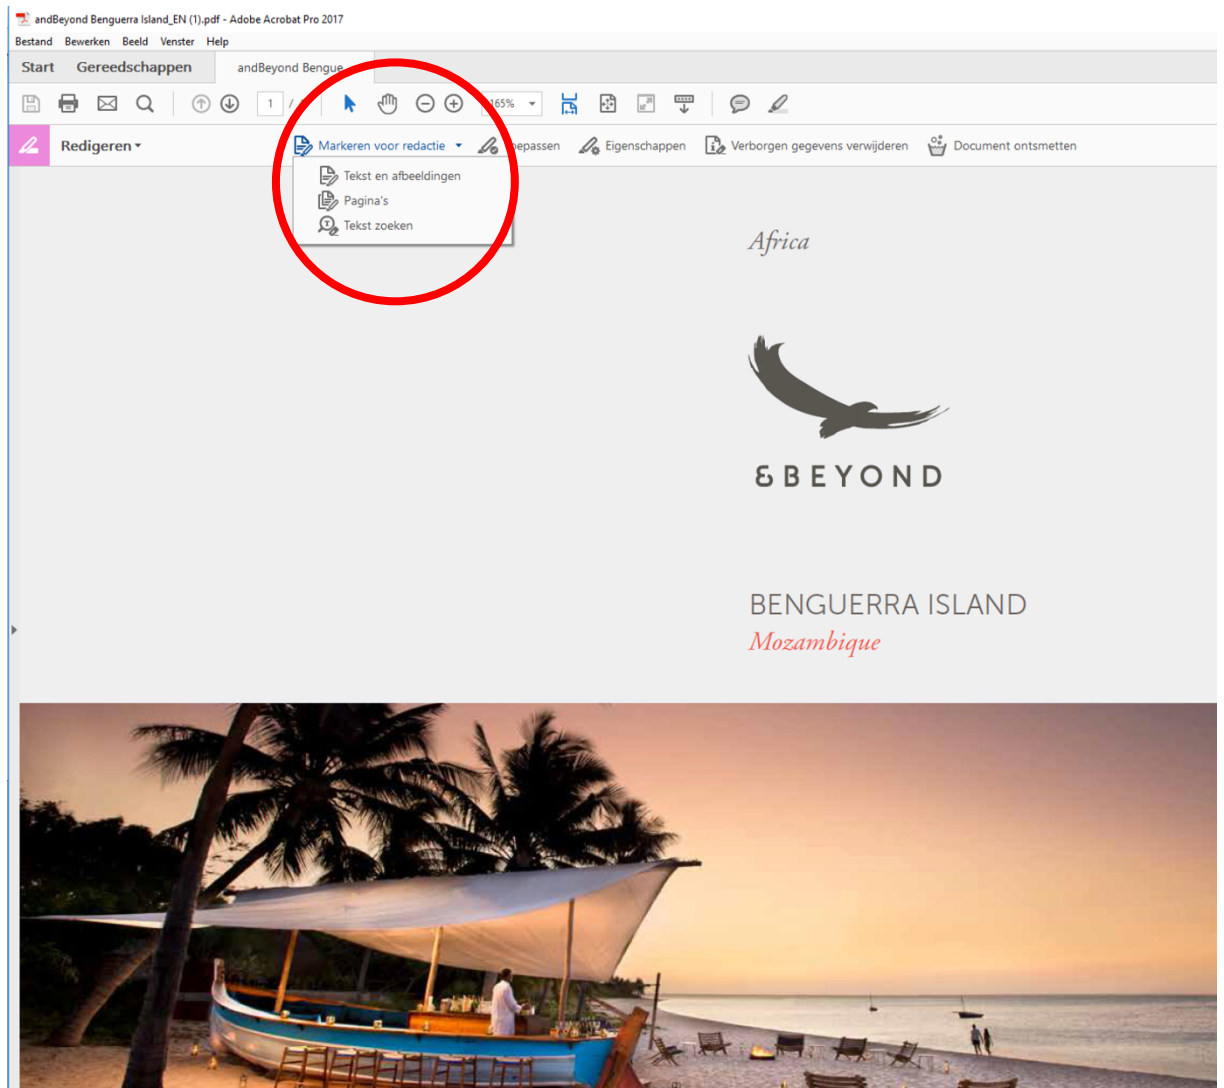 andBeyond Benguerra Island_EN (1).pdf - Adobe Acrobat Pro 2017
Bestand Bewerken Beeld Venster Help
Start Gereedschappen andBeyond Bengue
1 / 165%
Redigeren Markeren voor redactie epassen Eigenschappen Verborgen gegevens verwijderen Document ontsmetten
Tekst en afbeeldingen
Pagina's
Tekst zoeken
Africa
&BEYOND
BENGUERRA ISLAND
Mozambique